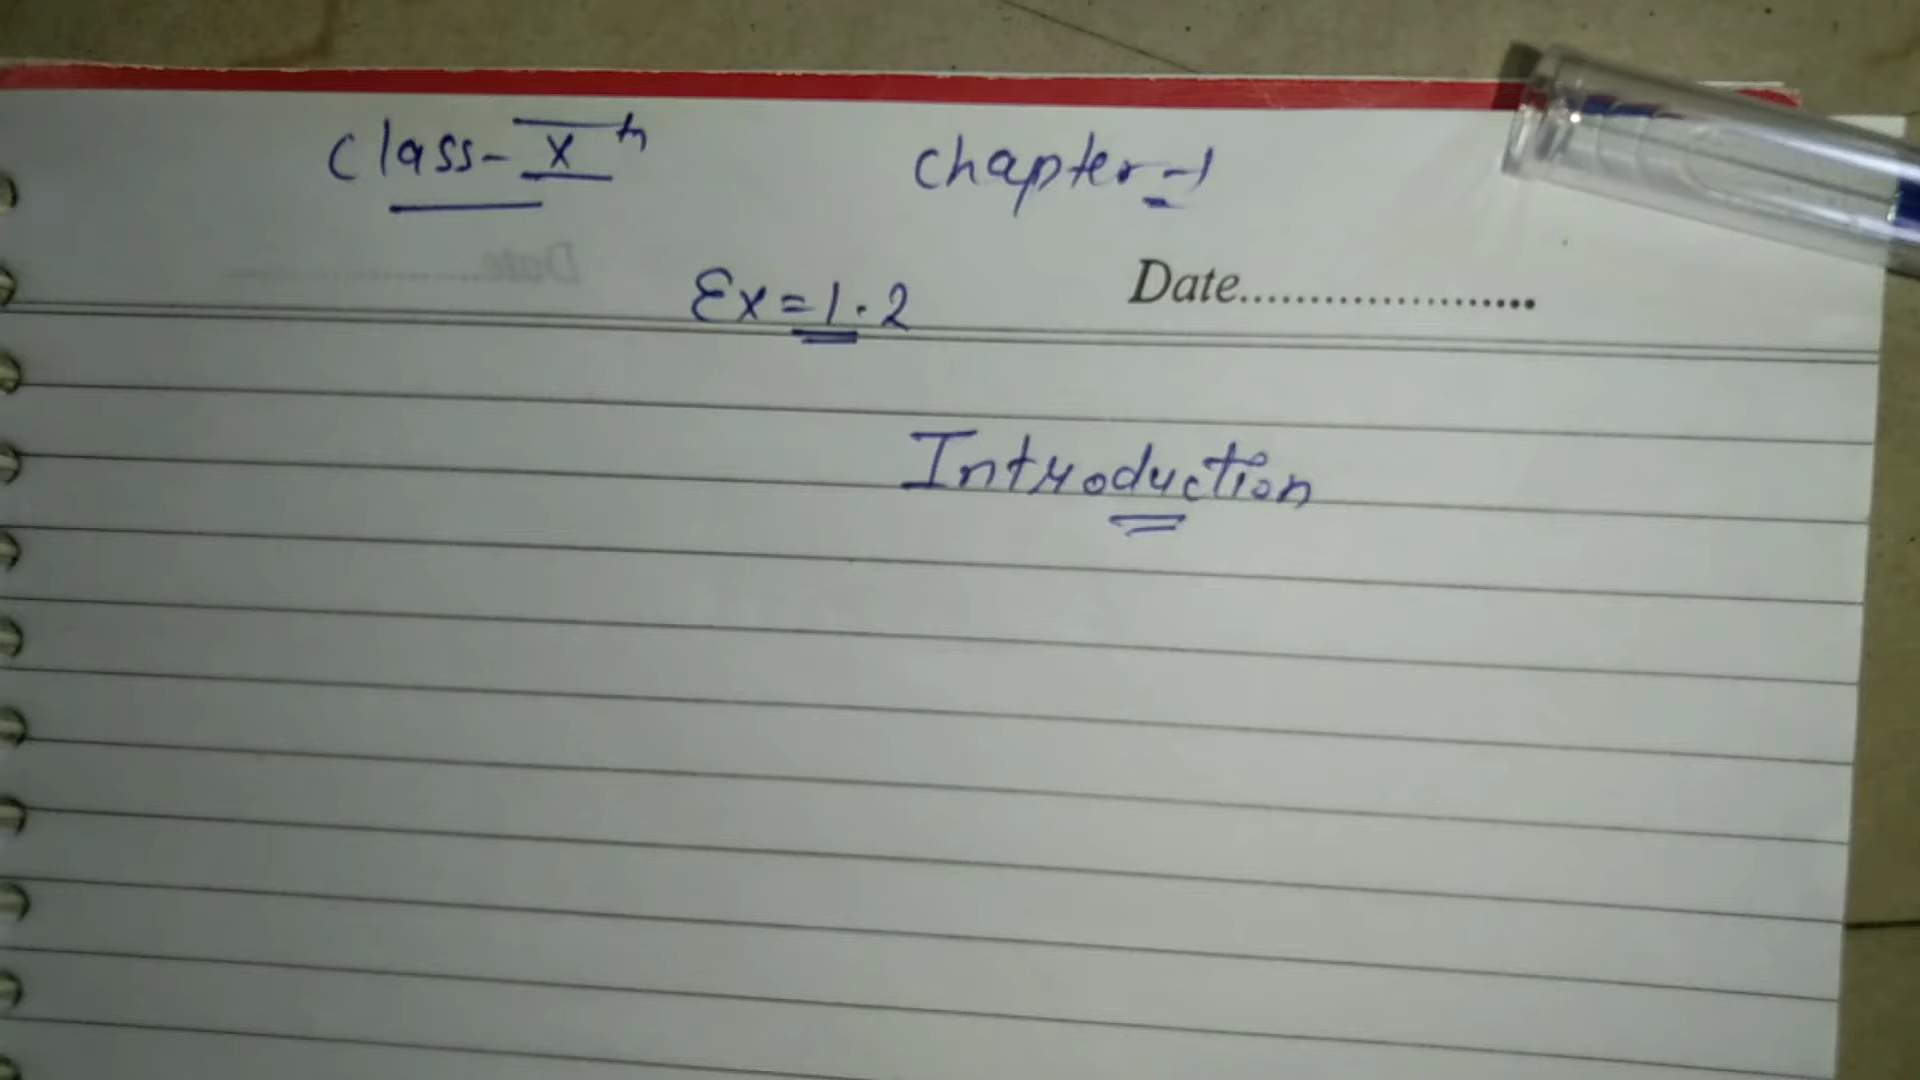 Class - Xth Chapter - 1
Date....................
Ex = 1.2
Introduction